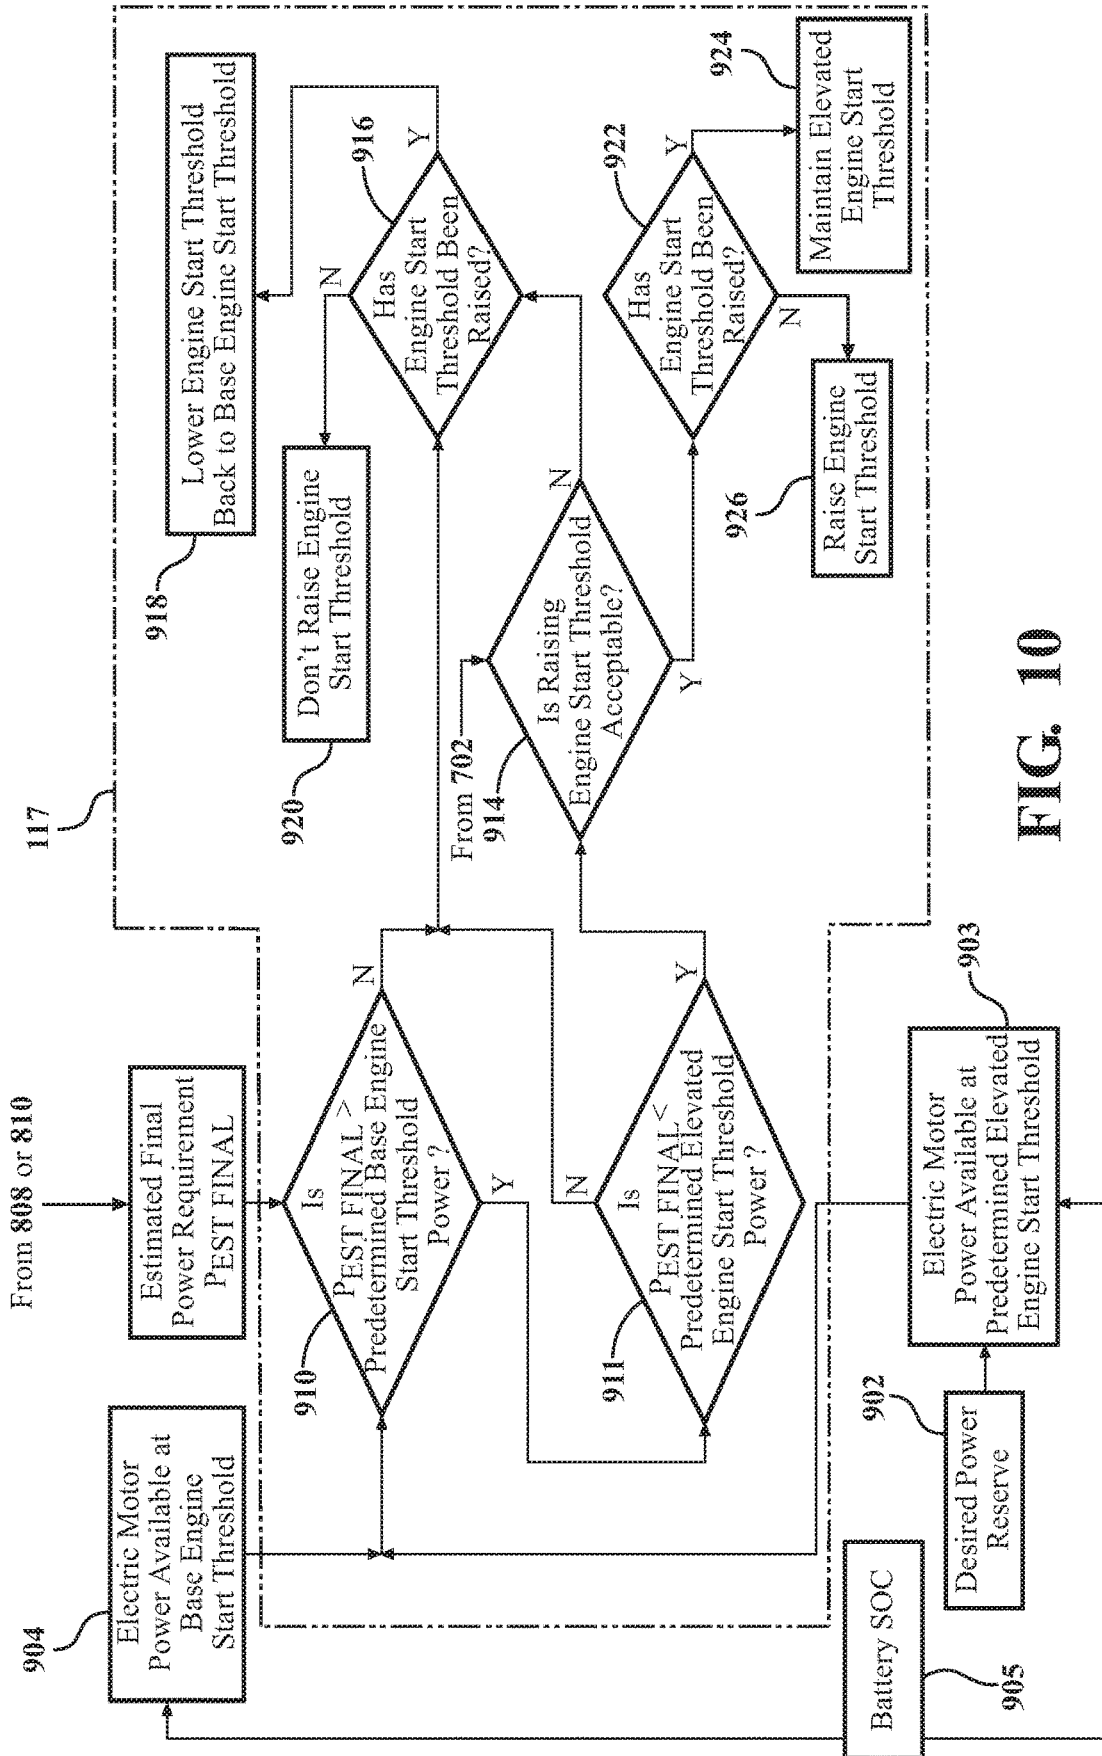 From 808 or 810
904
Electric Motor
Power Available at
Base Engine
Start Threshold
Estimated Final
Power Requirement
PEST FINAL
117
910
Is
PEST FINAL >
Predetermined Base Engine
Start Threshold
Power ?
N
Y
911
Is
PEST FINAL <
Predetermined Elevated
Engine Start Threshold
Power ?
N
Y
905
Battery SOC
902
Desired Power
Reserve
903
Electric Motor
Power Available at
Predetermined Elevated
Engine Start Threshold
From 702
914
Is Raising
Engine Start Threshold
Acceptable?
N
Y
918
Lower Engine Start Threshold
Back to Base Engine Start Threshold
920
Don't Raise Engine
Start Threshold
916
Has
Engine Start
Threshold Been
Raised?
N
Y
922
Has
Engine Start
Threshold Been
Raised?
Y
N
926
Raise Engine
Start Threshold
924
Maintain Elevated
Engine Start
Threshold
FIG. 10